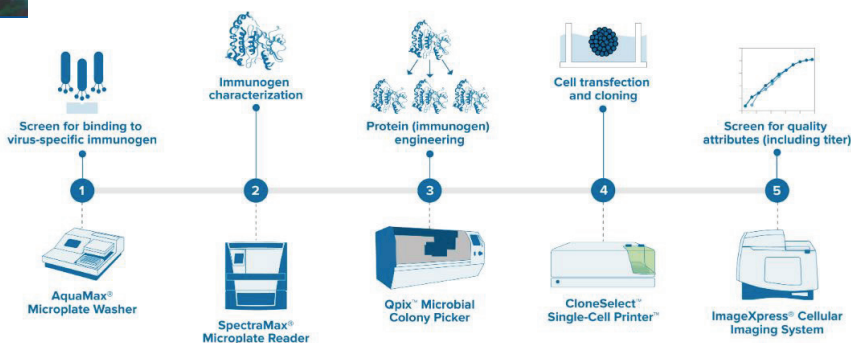 Screen for binding to
virus-specific immunogen
Immunogen
characterization
Protein (immunogen)
engineering
Cell transfection
and cloning
Screen for quality
attributes (including titer)
1
2
3
4
5
AquaMax®
Microplate Washer
SpectraMax®
Microplate Reader
Qpix™ Microbial
Colony Picker
CloneSelect™
Single-Cell Printer™
ImageXpress® Cellular
Imaging System